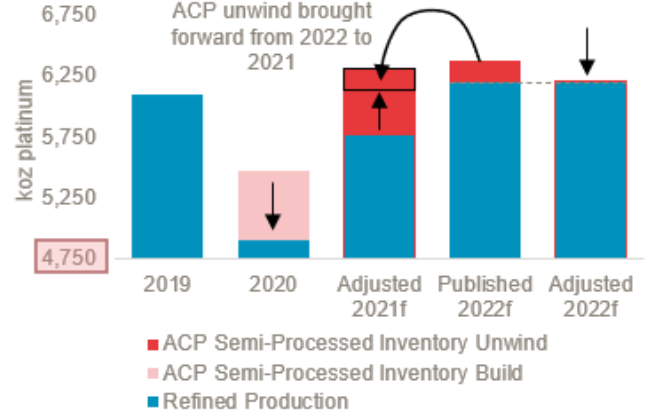 ACP unwind brought
forward from 2022 to
2021
koz platinum
6,750
6,250
5,750
5,250
4,750
2019
2020
Adjusted
2021f
Published
2022f
Adjusted
2022f
ACP Semi-Processed Inventory Unwind
ACP Semi-Processed Inventory Build
Refined Production